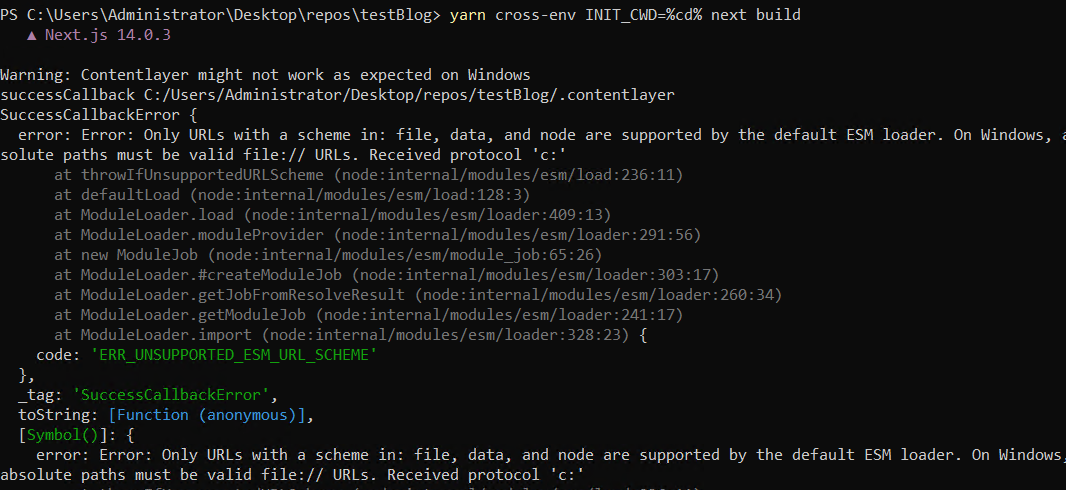 PS C:\Users\Administrator\Desktop\repos\testBlog> yarn cross-env INIT_CWD=%cd% next build
▲ Next.js 14.0.3
Warning: Contentlayer might not work as expected on Windows
successCallback C:/Users/Administrator/Desktop/repos/testBlog/.contentlayer
SuccessCallbackError {
error: Error: Only URLs with a scheme in: file, data, and node are supported by the default ESM loader. On Windows, a
solute paths must be valid file:// URLs. Received protocol 'c:'
at throwIfUnsupportedURLScheme (node:internal/modules/esm/load:236:11)
at defaultLoad (node:internal/modules/esm/load:128:3)
at ModuleLoader.load (node:internal/modules/esm/loader:409:13)
at ModuleLoader.moduleProvider (node:internal/modules/esm/loader:291:56)
at new ModuleJob (node:internal/modules/esm/module_job:65:26)
at ModuleLoader.#createModuleJob (node:internal/modules/esm/loader:303:17)
at ModuleLoader.getJobFromResolveResult (node:internal/modules/esm/loader:260:34)
at ModuleLoader.getModuleJob (node:internal/modules/esm/loader:241:17)
at ModuleLoader.import (node:internal/modules/esm/loader:328:23) {
code: 'ERR_UNSUPPORTED_ESM_URL_SCHEME'
},
_tag: 'SuccessCallbackError',
toString: [Function (anonymous)],
[Symbol()]: {
error: Error: Only URLs with a scheme in: file, data, and node are supported by the default ESM loader. On Windows,
absolute paths must be valid file:// URLs. Received protocol 'c:'